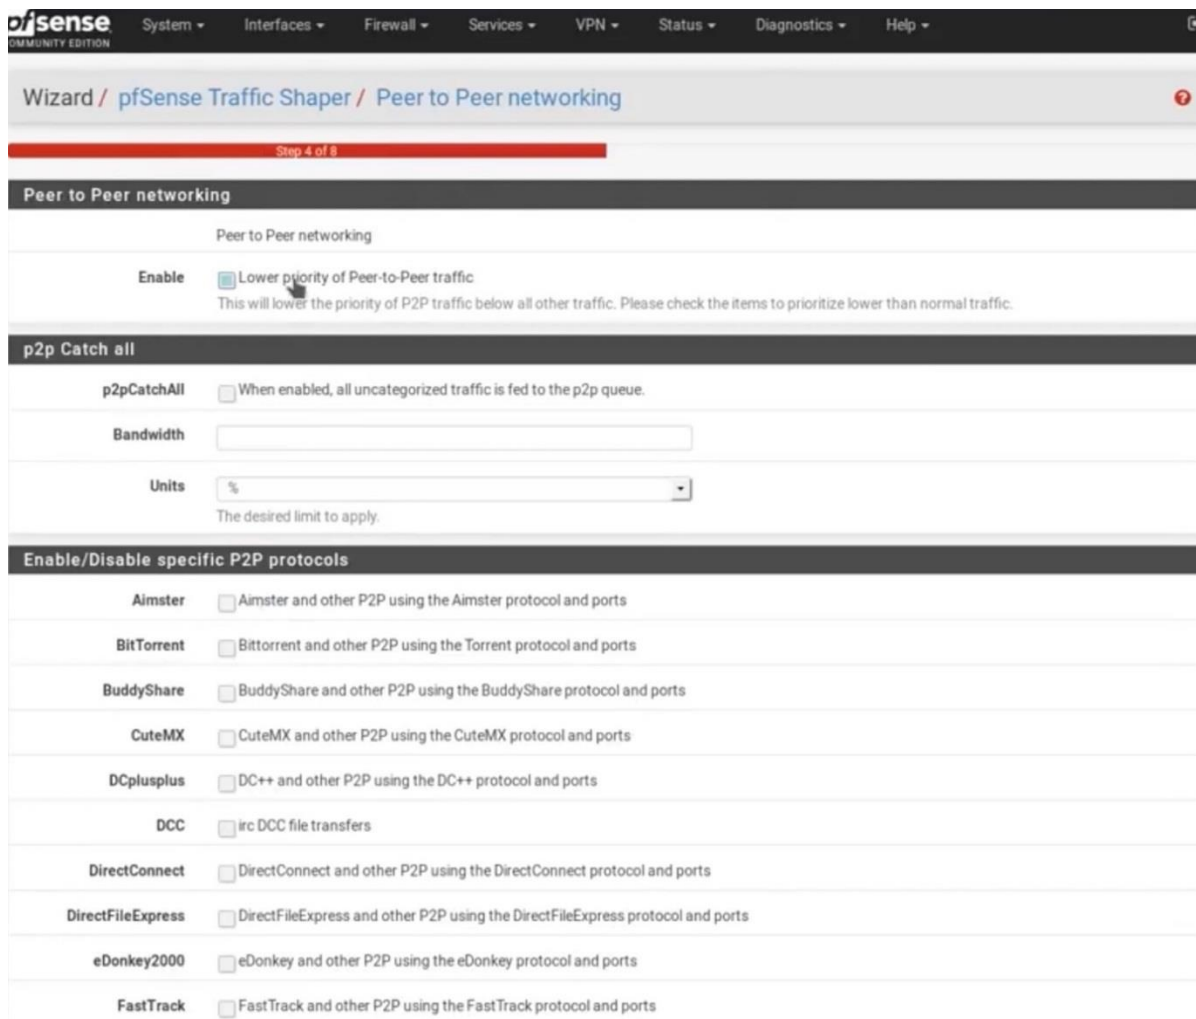 pfsense
COMMUNITY EDITION
System Interfaces Firewall Services VPN Status Diagnostics Help
Wizard / pfSense Traffic Shaper / Peer to Peer networking
Step 4 of 8
Peer to Peer networking
Peer to Peer networking
Enable Lower priority of Peer-to-Peer traffic
This will lower the priority of P2P traffic below all other traffic. Please check the items to prioritize lower than normal traffic.
p2p Catch all
p2pCatchAll When enabled, all uncategorized traffic is fed to the p2p queue.
Bandwidth
Units %
The desired limit to apply.
Enable/Disable specific P2P protocols
Aimster Aimster and other P2P using the Aimster protocol and ports
BitTorrent Bittorrent and other P2P using the Torrent protocol and ports
BuddyShare BuddyShare and other P2P using the BuddyShare protocol and ports
CuteMX CuteMX and other P2P using the CuteMX protocol and ports
DCplusplus DC++ and other P2P using the DC++ protocol and ports
DCC irc DCC file transfers
DirectConnect DirectConnect and other P2P using the DirectConnect protocol and ports
DirectFileExpress DirectFileExpress and other P2P using the DirectFileExpress protocol and ports
eDonkey2000 eDonkey and other P2P using the eDonkey protocol and ports
FastTrack FastTrack and other P2P using the FastTrack protocol and ports